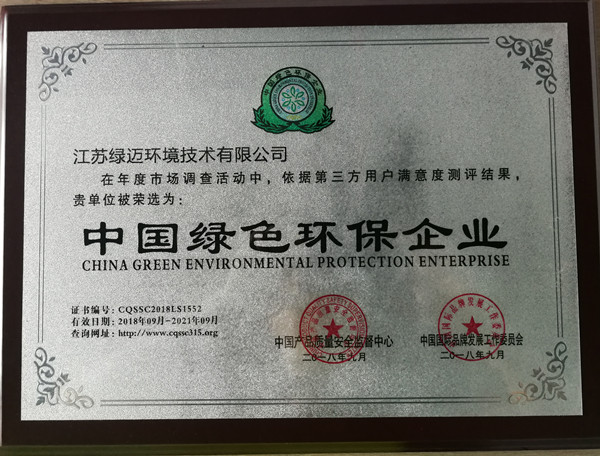 江苏绿迈环境技术有限公司
在年度市场调查活动中，依据第三方用户满意度测评结果，
贵单位被荣选为：
中国绿色环保企业
CHINA GREEN ENVIRONMENTAL PROTECTION ENTERPRISE
证书编号：CQSSC2018LS1552
有效日期：2018年09月-2021年09月
查询网址：http://www.cqssc315.org
中国产品质量安全监督中心
二〇一八年九月
中国国际品牌发展工作委员会
二〇一八年九月